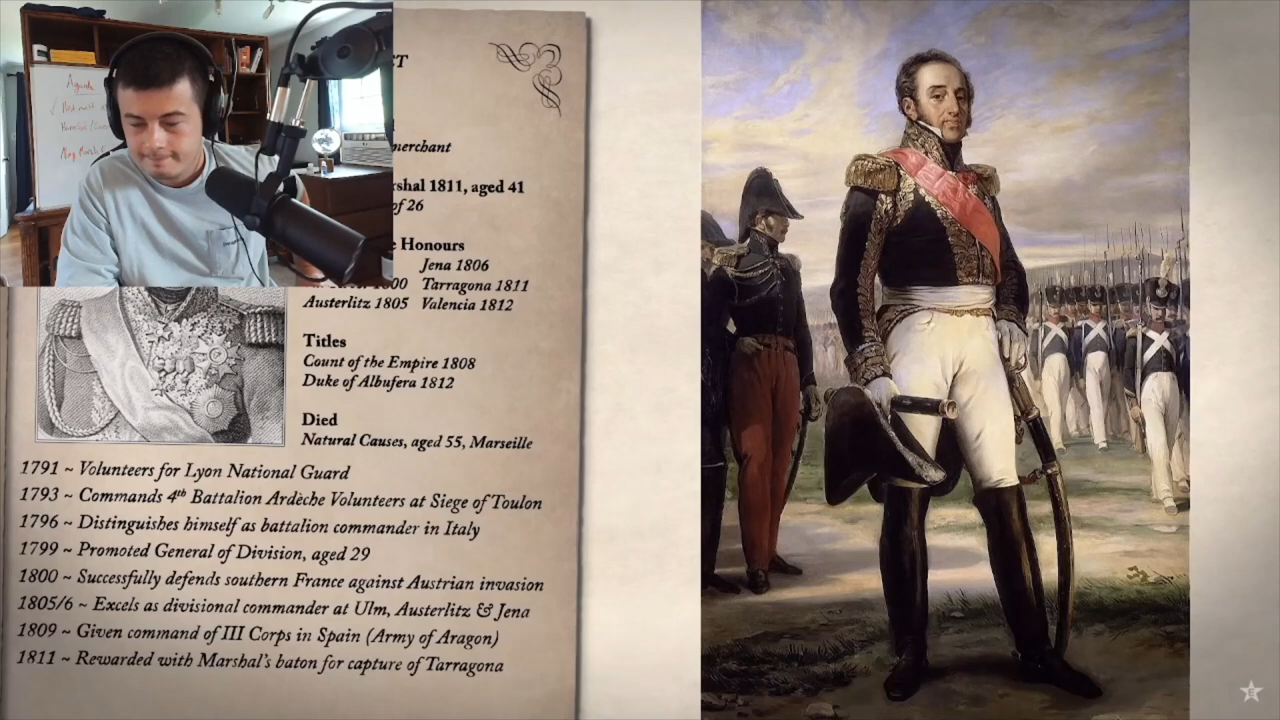 Agenda
T
merchant
rshal 1811, aged 41
of 26
e Honours
Jena 1806
00 Tarragona 1811
Austerlitz 1805 Valencia 1812
Titles
Count of the Empire 1808
Duke of Albufera 1812
Died
Natural Causes, aged 55, Marseille
1791 ~ Volunteers for Lyon National Guard
1793 ~ Commands 4th Battalion Ardèche Volunteers at Siege of Toulon
1796 ~ Distinguishes himself as battalion commander in Italy
1799 ~ Promoted General of Division, aged 29
1800 ~ Successfully defends southern France against Austrian invasion
1805/6 ~ Excels as divisional commander at Ulm, Austerlitz & Jena
1809 ~ Given command of III Corps in Spain (Army of Aragon)
1811 ~ Rewarded with Marshal's baton for capture of Tarragona
E